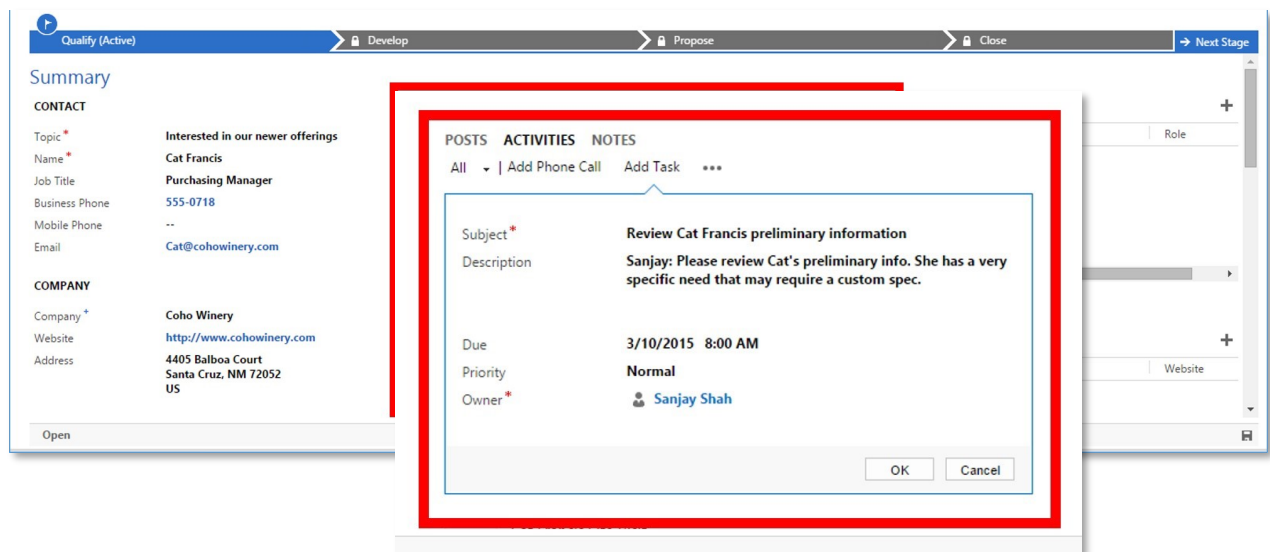 Qualify (Active) Develop Propose Close → Next Stage
Summary
CONTACT
Topic * Interested in our newer offerings
Name * Cat Francis
Job Title Purchasing Manager
Business Phone 555-0718
Mobile Phone --
Email Cat@cohowinery.com
COMPANY
Company + Coho Winery
Website http://www.cohowinery.com
Address 4405 Balboa Court
Santa Cruz, NM 72052
US
Open
POSTS ACTIVITIES NOTES
All | Add Phone Call Add Task •••
Subject * Review Cat Francis preliminary information
Description Sanjay: Please review Cat's preliminary info. She has a very
specific need that may require a custom spec.
Due 3/10/2015 8:00 AM
Priority Normal
Owner * Sanjay Shah
OK Cancel
+
Role
+
Website